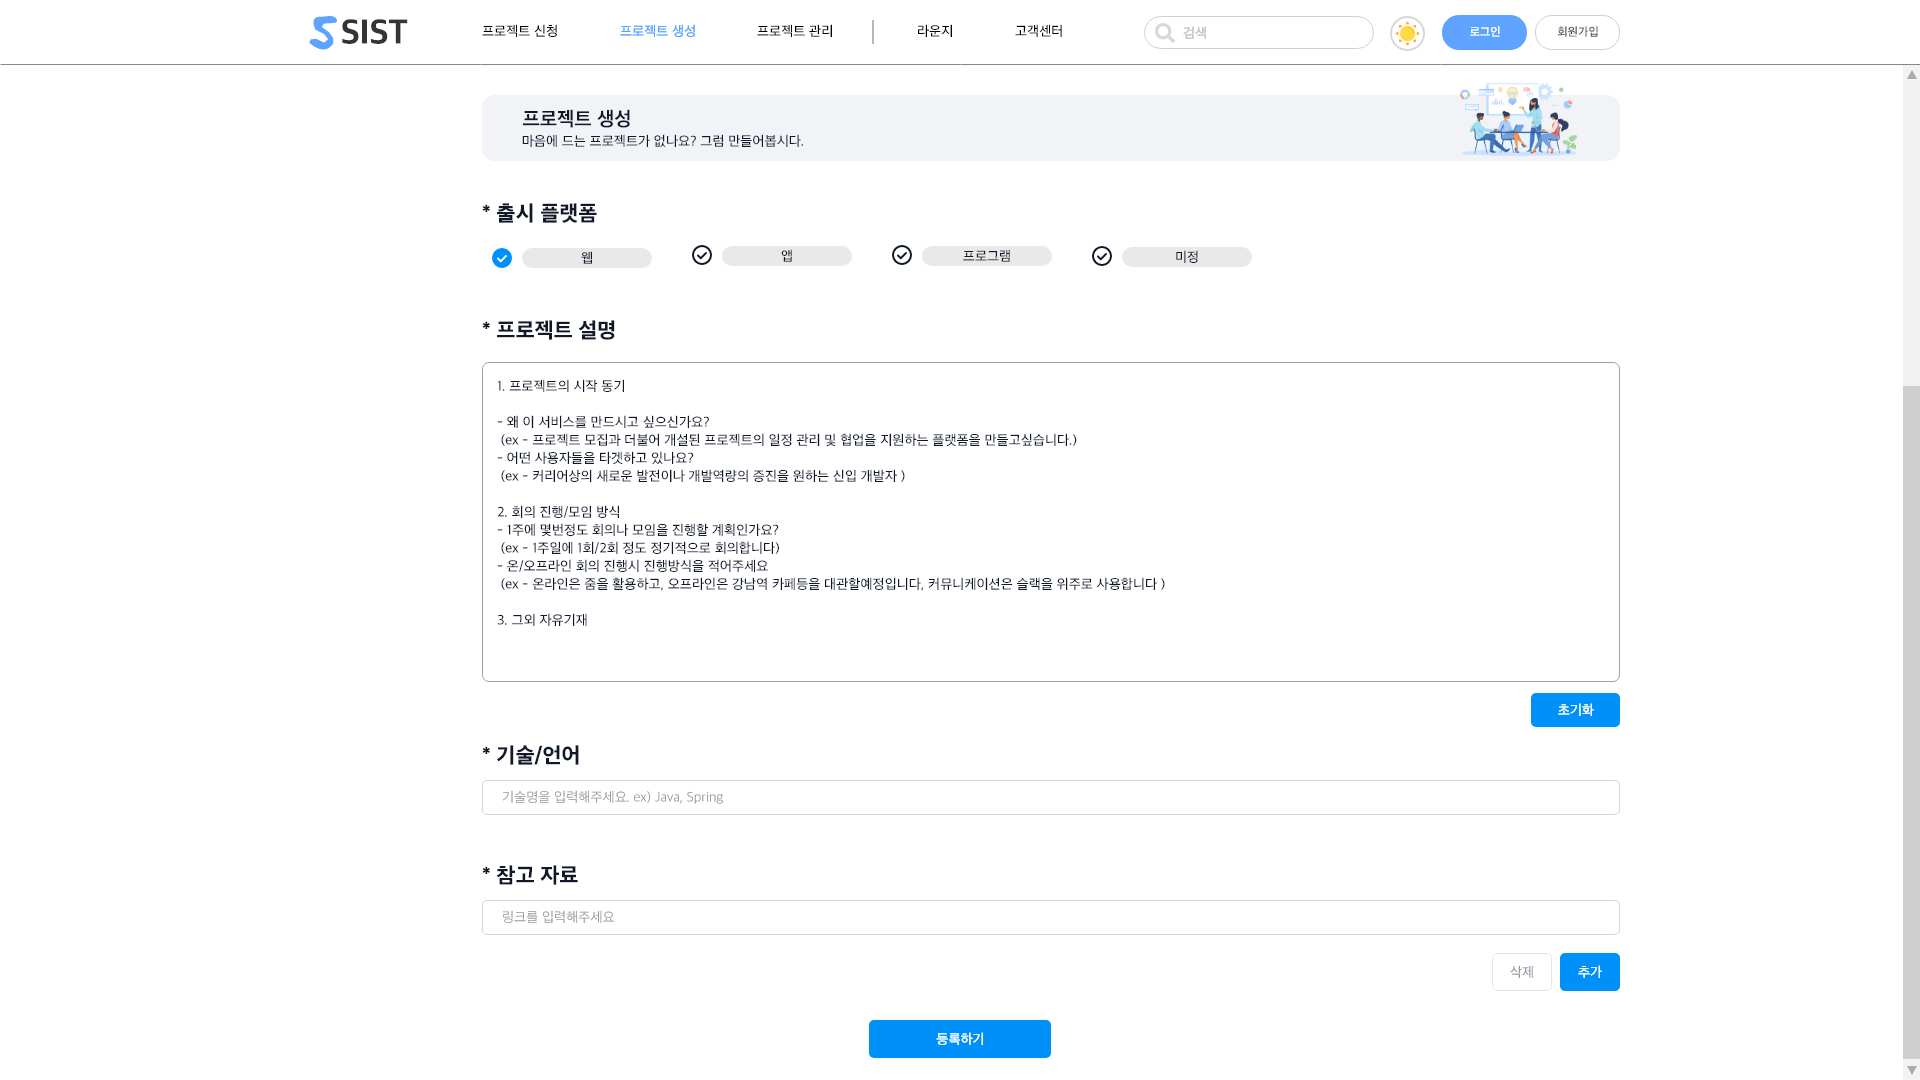 SIST
프로젝트 신청
프로젝트 생성
프로젝트 관리
라운지
고객센터
검색
로그인
회원가입
프로젝트 생성
마음에 드는 프로젝트가 없나요? 그럼 만들어봅시다.
* 출시 플랫폼
웹
앱
프로그램
미정
* 프로젝트 설명
1. 프로젝트의 시작 동기
- 왜 이 서비스를 만드시고 싶으신가요?
(ex - 프로젝트 모집과 더불어 개설된 프로젝트의 일정 관리 및 협업을 지원하는 플랫폼을 만들고싶습니다.)
- 어떤 사용자들을 타겟하고 있나요?
(ex - 커리어상의 새로운 발전이나 개발역량의 증진을 원하는 신입 개발자 )
2. 회의 진행/모임 방식
- 1주에 몇번정도 회의나 모임을 진행할 계획인가요?
(ex - 1주일에 1회/2회 정도 정기적으로 회의합니다)
- 온/오프라인 회의 진행시 진행방식을 적어주세요
(ex - 온라인은 줌을 활용하고, 오프라인은 강남역 카페등을 대관할예정입니다, 커뮤니케이션은 슬랙을 위주로 사용합니다 )
3. 그외 자유기재
초기화
* 기술/언어
기술명을 입력해주세요. ex) Java, Spring
* 참고 자료
링크를 입력해주세요
삭제
추가
등록하기